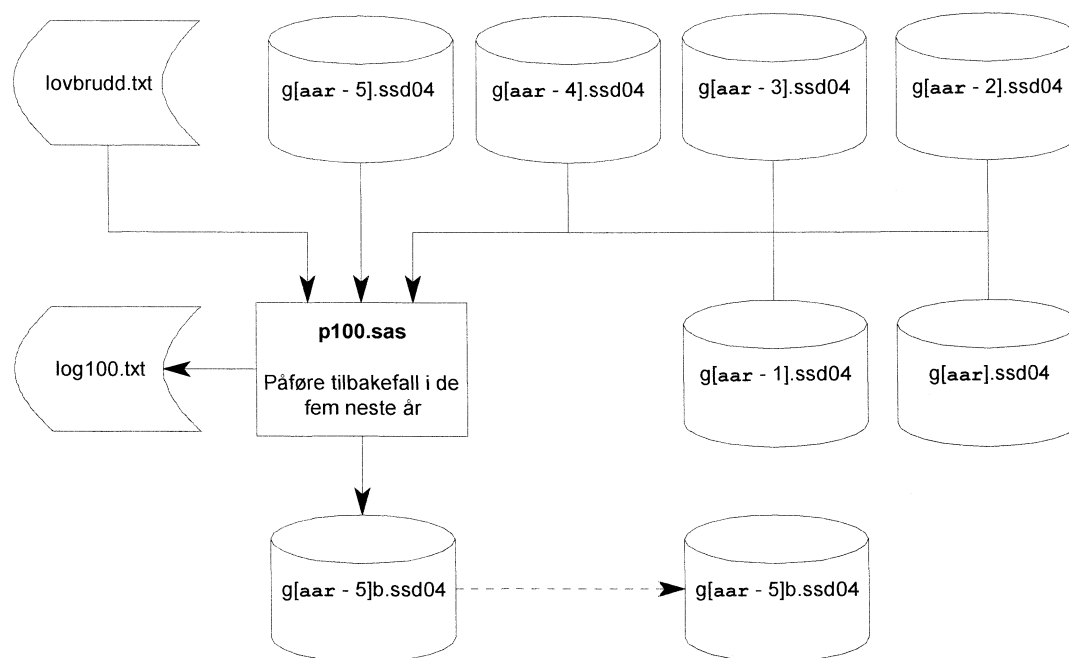 lovbrudd.txt
g[aar - 5].ssd04
g[aar - 4].ssd04
g[aar - 3].ssd04
g[aar - 2].ssd04
log100.txt
p100.sas
Påføre tilbakefall i de
fem neste år
g[aar - 1].ssd04
g[aar].ssd04
g[aar - 5]b.ssd04
g[aar - 5]b.ssd04